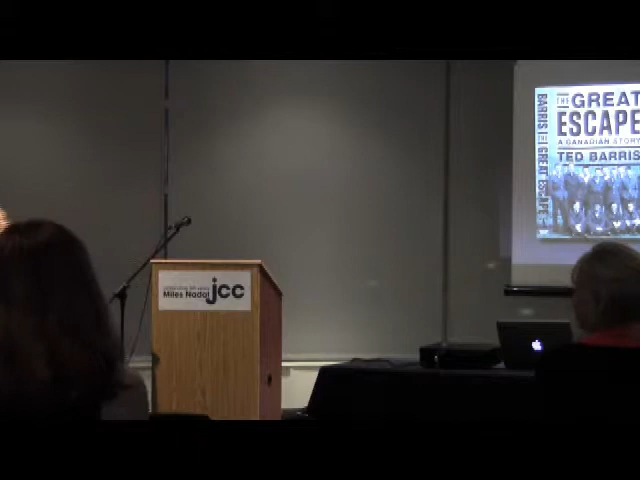 THE GREAT
ESCAPE
A CANADIAN STORY
TED BARRIS
BARRIS THE GREAT ESCAPE
Miles Nadal jcc